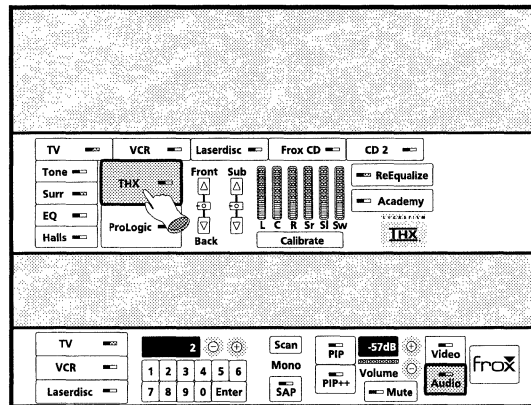 TV VCR Laserdisc Frox CD CD 2
Tone THX Front Sub ReEqualize
Surr
EQ Academy
ProLogic L C R Sr Sl Sw THX
Halls Back Calibrate
TV 2 Scan PIP -57dB Video frox
VCR 1 2 3 4 5 6 Mono Volume
Laserdisc 7 8 9 0 Enter SAP PIP++ Mute Audio